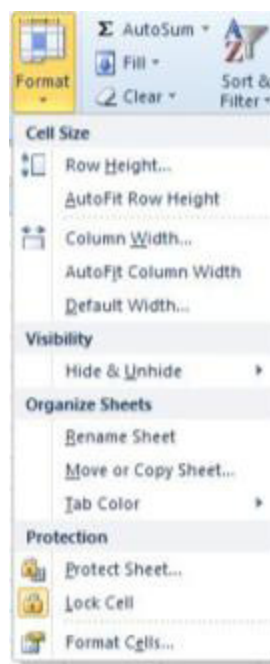 Σ AutoSum
Fill
Clear
Format
Sort &
Filter
Cell Size
Row Height...
AutoFit Row Height
Column Width...
AutoFit Column Width
Default Width...
Visibility
Hide & Unhide
Organize Sheets
Rename Sheet
Move or Copy Sheet...
Tab Color
Protection
Protect Sheet...
Lock Cell
Format Cells...